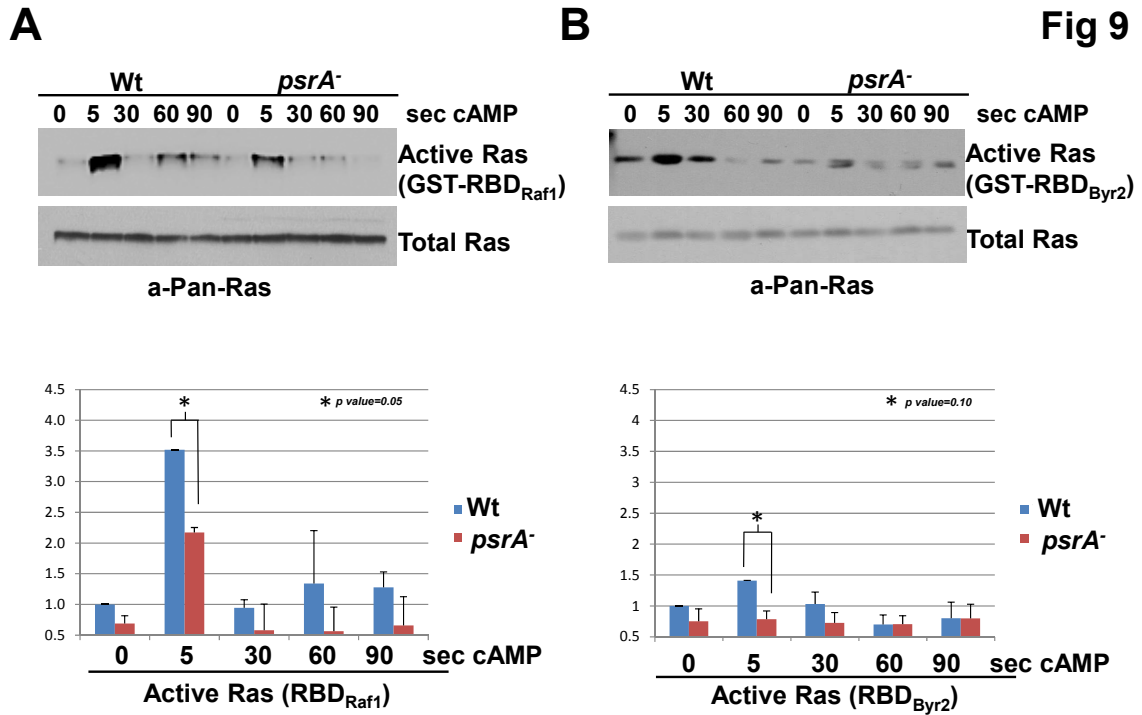 A
B
Fig 9
Wt psrA-
0 5 30 60 90 0 5 30 60 90 sec cAMP
Active Ras
(GST-RBDRaf1)
Total Ras
a-Pan-Ras
Wt psrA-
0 5 30 60 90 0 5 30 60 90 sec cAMP
Active Ras
(GST-RBDByr2)
Total Ras
a-Pan-Ras
4.5
4.0
3.5
3.0
2.5
2.0
1.5
1.0
0.5
*
* p value=0.05
Wt
psrA-
0 5 30 60 90 sec cAMP
Active Ras (RBDRaf1)
4.5
4
3.5
3
2.5
2
1.5
1
0.5
*
* p value=0.10
Wt
psrA-
0 5 30 60 90 sec cAMP
Active Ras (RBDByr2)